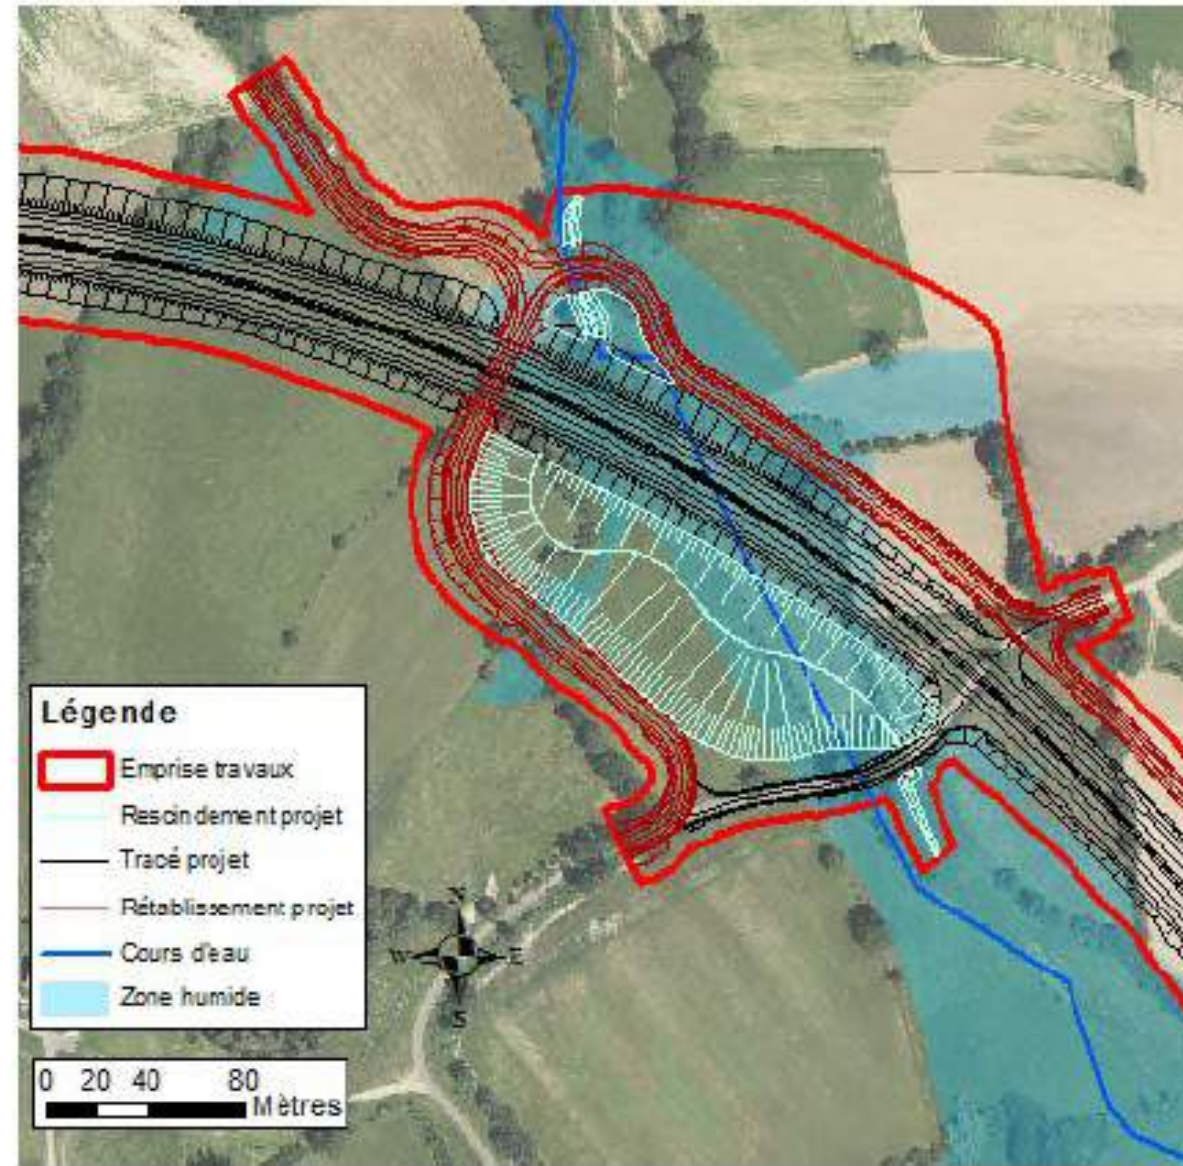 Légende
Emprise travaux
Rescindement projet
Tracé projet
Rétablissement projet
Cours d'eau
Zone humide
N
W E
S
0 20 40 80
Mètres